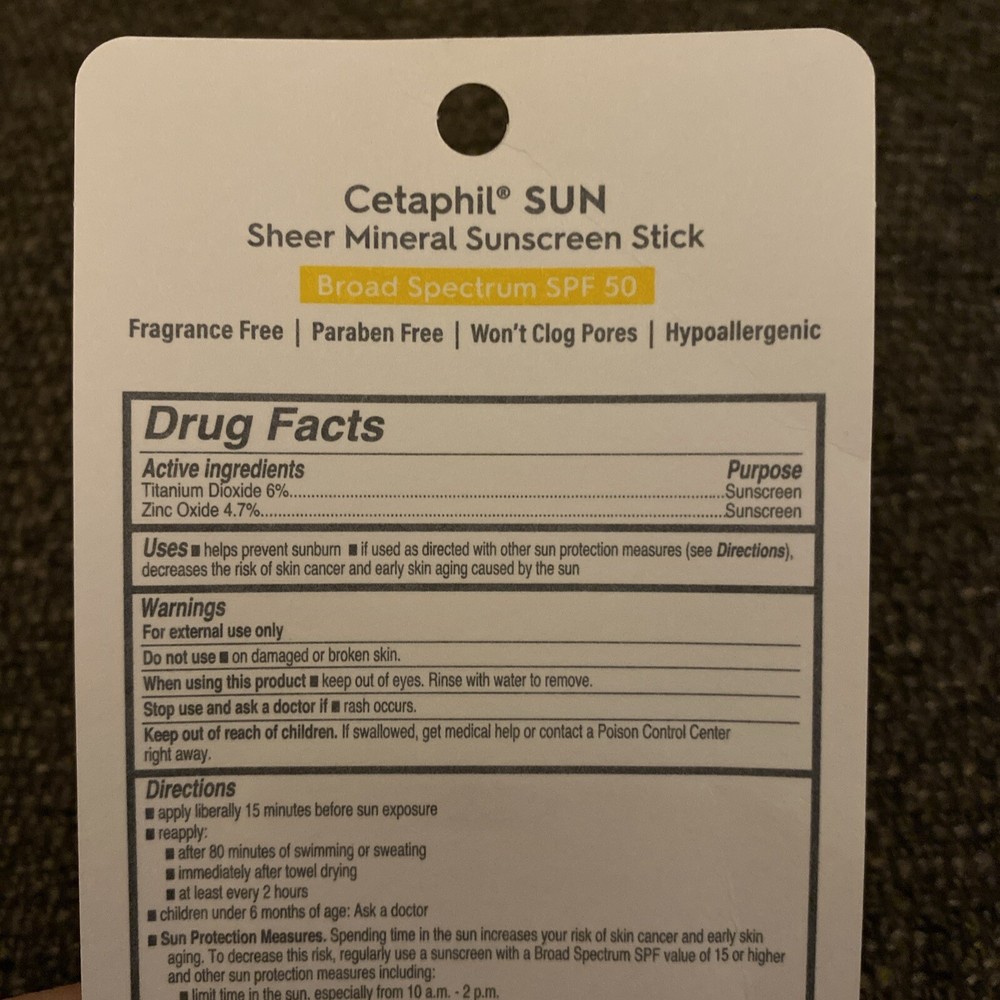 Cetaphil® SUN
Sheer Mineral Sunscreen Stick
Broad Spectrum SPF 50
Fragrance Free | Paraben Free | Won't Clog Pores | Hypoallergenic
Drug Facts
Active ingredients Purpose
Titanium Dioxide 6%..........Sunscreen
Zinc Oxide 4.7%..........Sunscreen
Uses ■ helps prevent sunburn ■ if used as directed with other sun protection measures (see Directions),
decreases the risk of skin cancer and early skin aging caused by the sun
Warnings
For external use only
Do not use ■ on damaged or broken skin.
When using this product ■ keep out of eyes. Rinse with water to remove.
Stop use and ask a doctor if ■ rash occurs.
Keep out of reach of children. If swallowed, get medical help or contact a Poison Control Center
right away.
Directions
■ apply liberally 15 minutes before sun exposure
■ reapply:
■ after 80 minutes of swimming or sweating
■ immediately after towel drying
■ at least every 2 hours
■ children under 6 months of age: Ask a doctor
■ Sun Protection Measures. Spending time in the sun increases your risk of skin cancer and early skin
aging. To decrease this risk, regularly use a sunscreen with a Broad Spectrum SPF value of 15 or higher
and other sun protection measures including:
■ limit time in the sun, especially from 10 a.m. - 2 p.m.